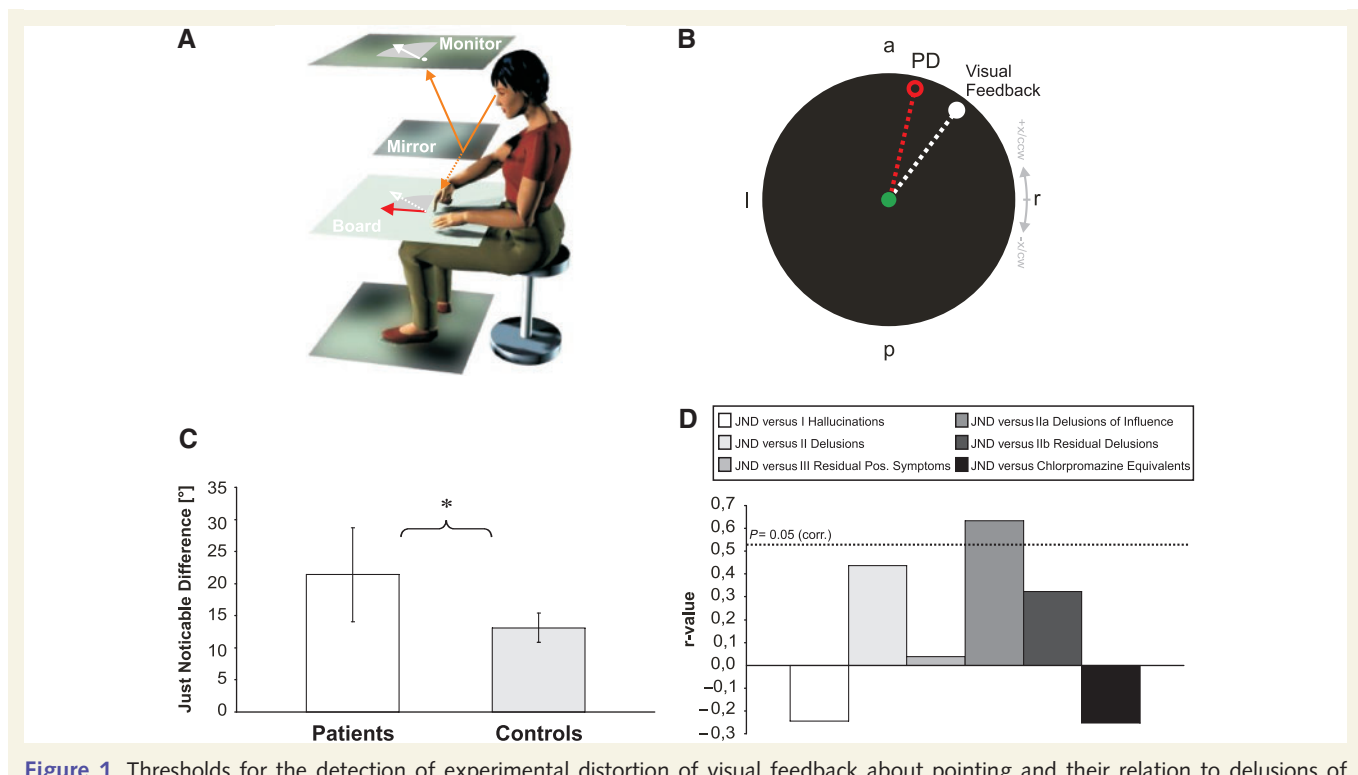 A
Monitor
Mirror
Board
B
a
PD
Visual
Feedback
+x/ccw
l
r
-x/cw
p
C
Just Noticable Difference [°]
35
30
25
20
15
10
5
0
*
Patients
Controls
D
JND versus I Hallucinations
JND versus IIa Delusions of Influence
JND versus II Delusions
JND versus IIb Residual Delusions
JND versus III Residual Pos. Symptoms
JND versus Chlorpromazine Equivalents
r-value
0,7
0,6
0,5
0,4
0,3
0,2
0,1
0,0
–0,1
–0,2
–0,3
P= 0.05 (corr.)
Figure 1 Thresholds for the detection of experimental distortion of visual feedback about pointing and their relation to delusions of